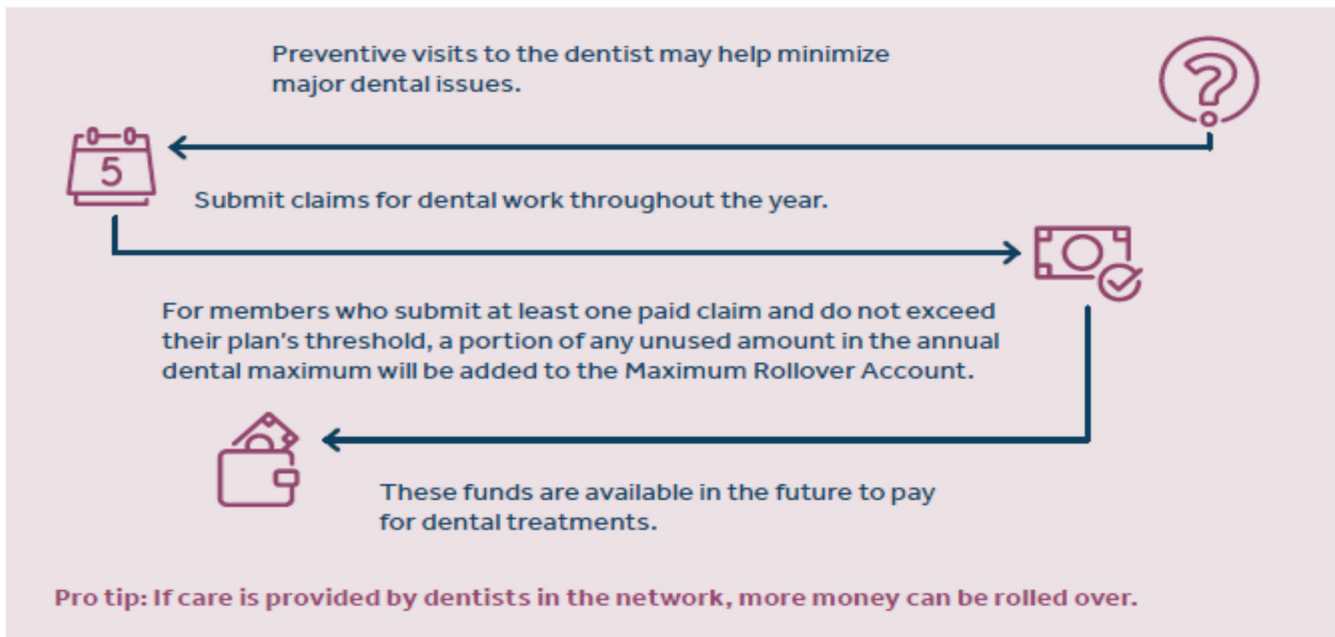 Preventive visits to the dentist may help minimize
major dental issues.
5
Submit claims for dental work throughout the year.
For members who submit at least one paid claim and do not exceed
their plan's threshold, a portion of any unused amount in the annual
dental maximum will be added to the Maximum Rollover Account.
These funds are available in the future to pay
for dental treatments.
Pro tip: If care is provided by dentists in the network, more money can be rolled over.